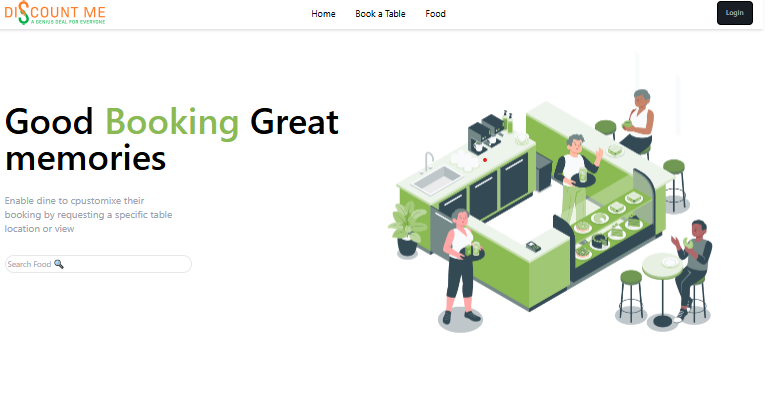 DISCOUNT ME
A GENIUS DEAL FOR EVERYONE
Home Book a Table Food
Login
Good Booking Great
memories
Enable dine to cpustomixe their
booking by requesting a specific table
location or view
Search Food